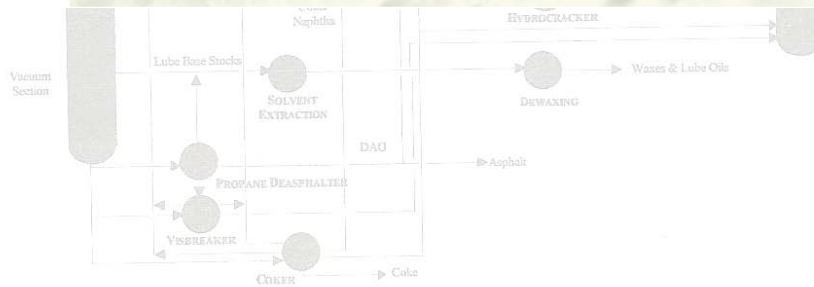 HYDROCRACKER
Naphtha
Vacuum
Section
Lube Base Stocks
Waxes & Lube Oils
SOLVENT
EXTRACTION
DEWAXING
DAO
Asphalt
PROPANE DEASPHALTER
VISBREAKER
COKER
Coke